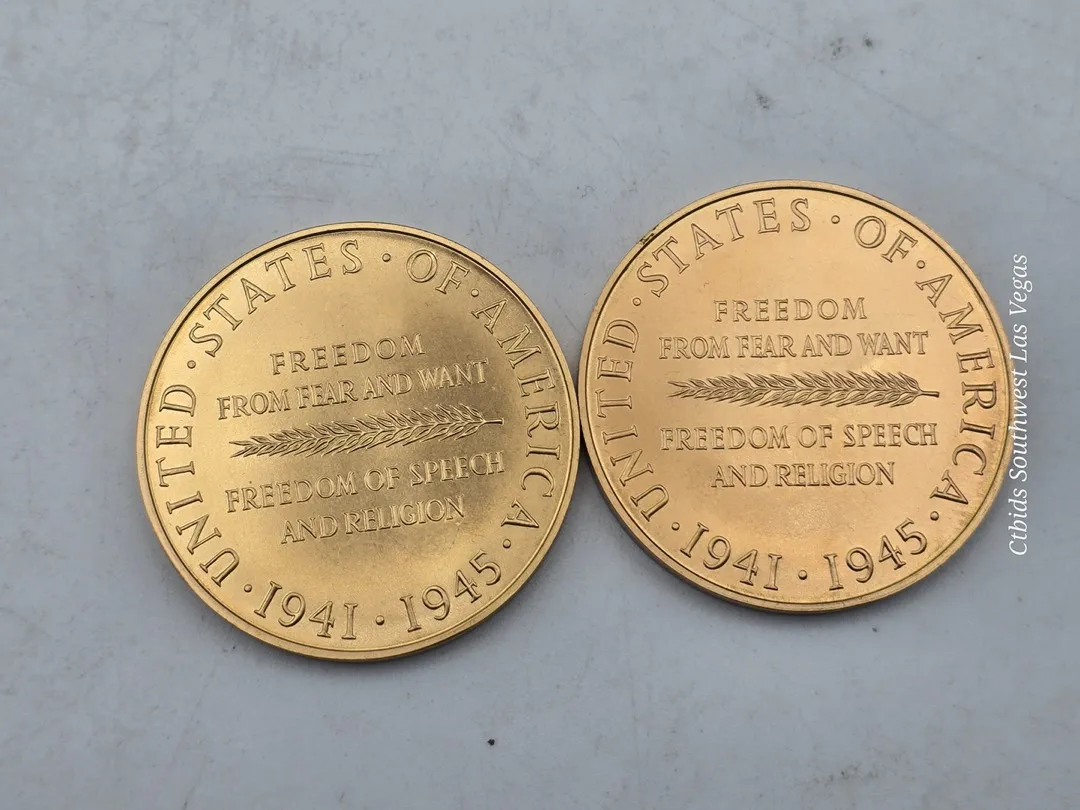 UNITED · STATES · OF · AMERICA · 1941 · 1945 ·
FREEDOM
FROM FEAR AND WANT
FREEDOM OF SPEECH
AND RELIGION
UNITED · STATES · OF · AMERICA · 1941 · 1945 ·
FREEDOM
FROM FEAR AND WANT
FREEDOM OF SPEECH
AND RELIGION
Ctbids Southwest Las Vegas